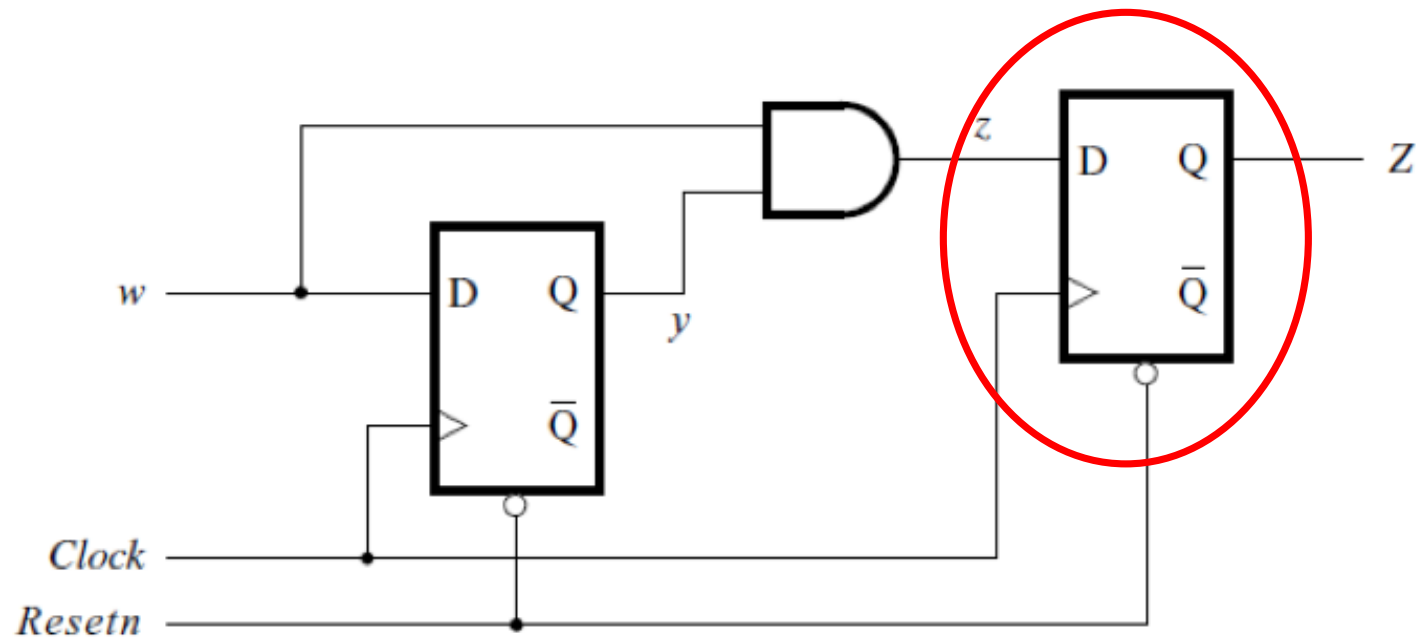 z
D Q Z
w D Q
y
Q̅
Q̅
Clock
Resetn